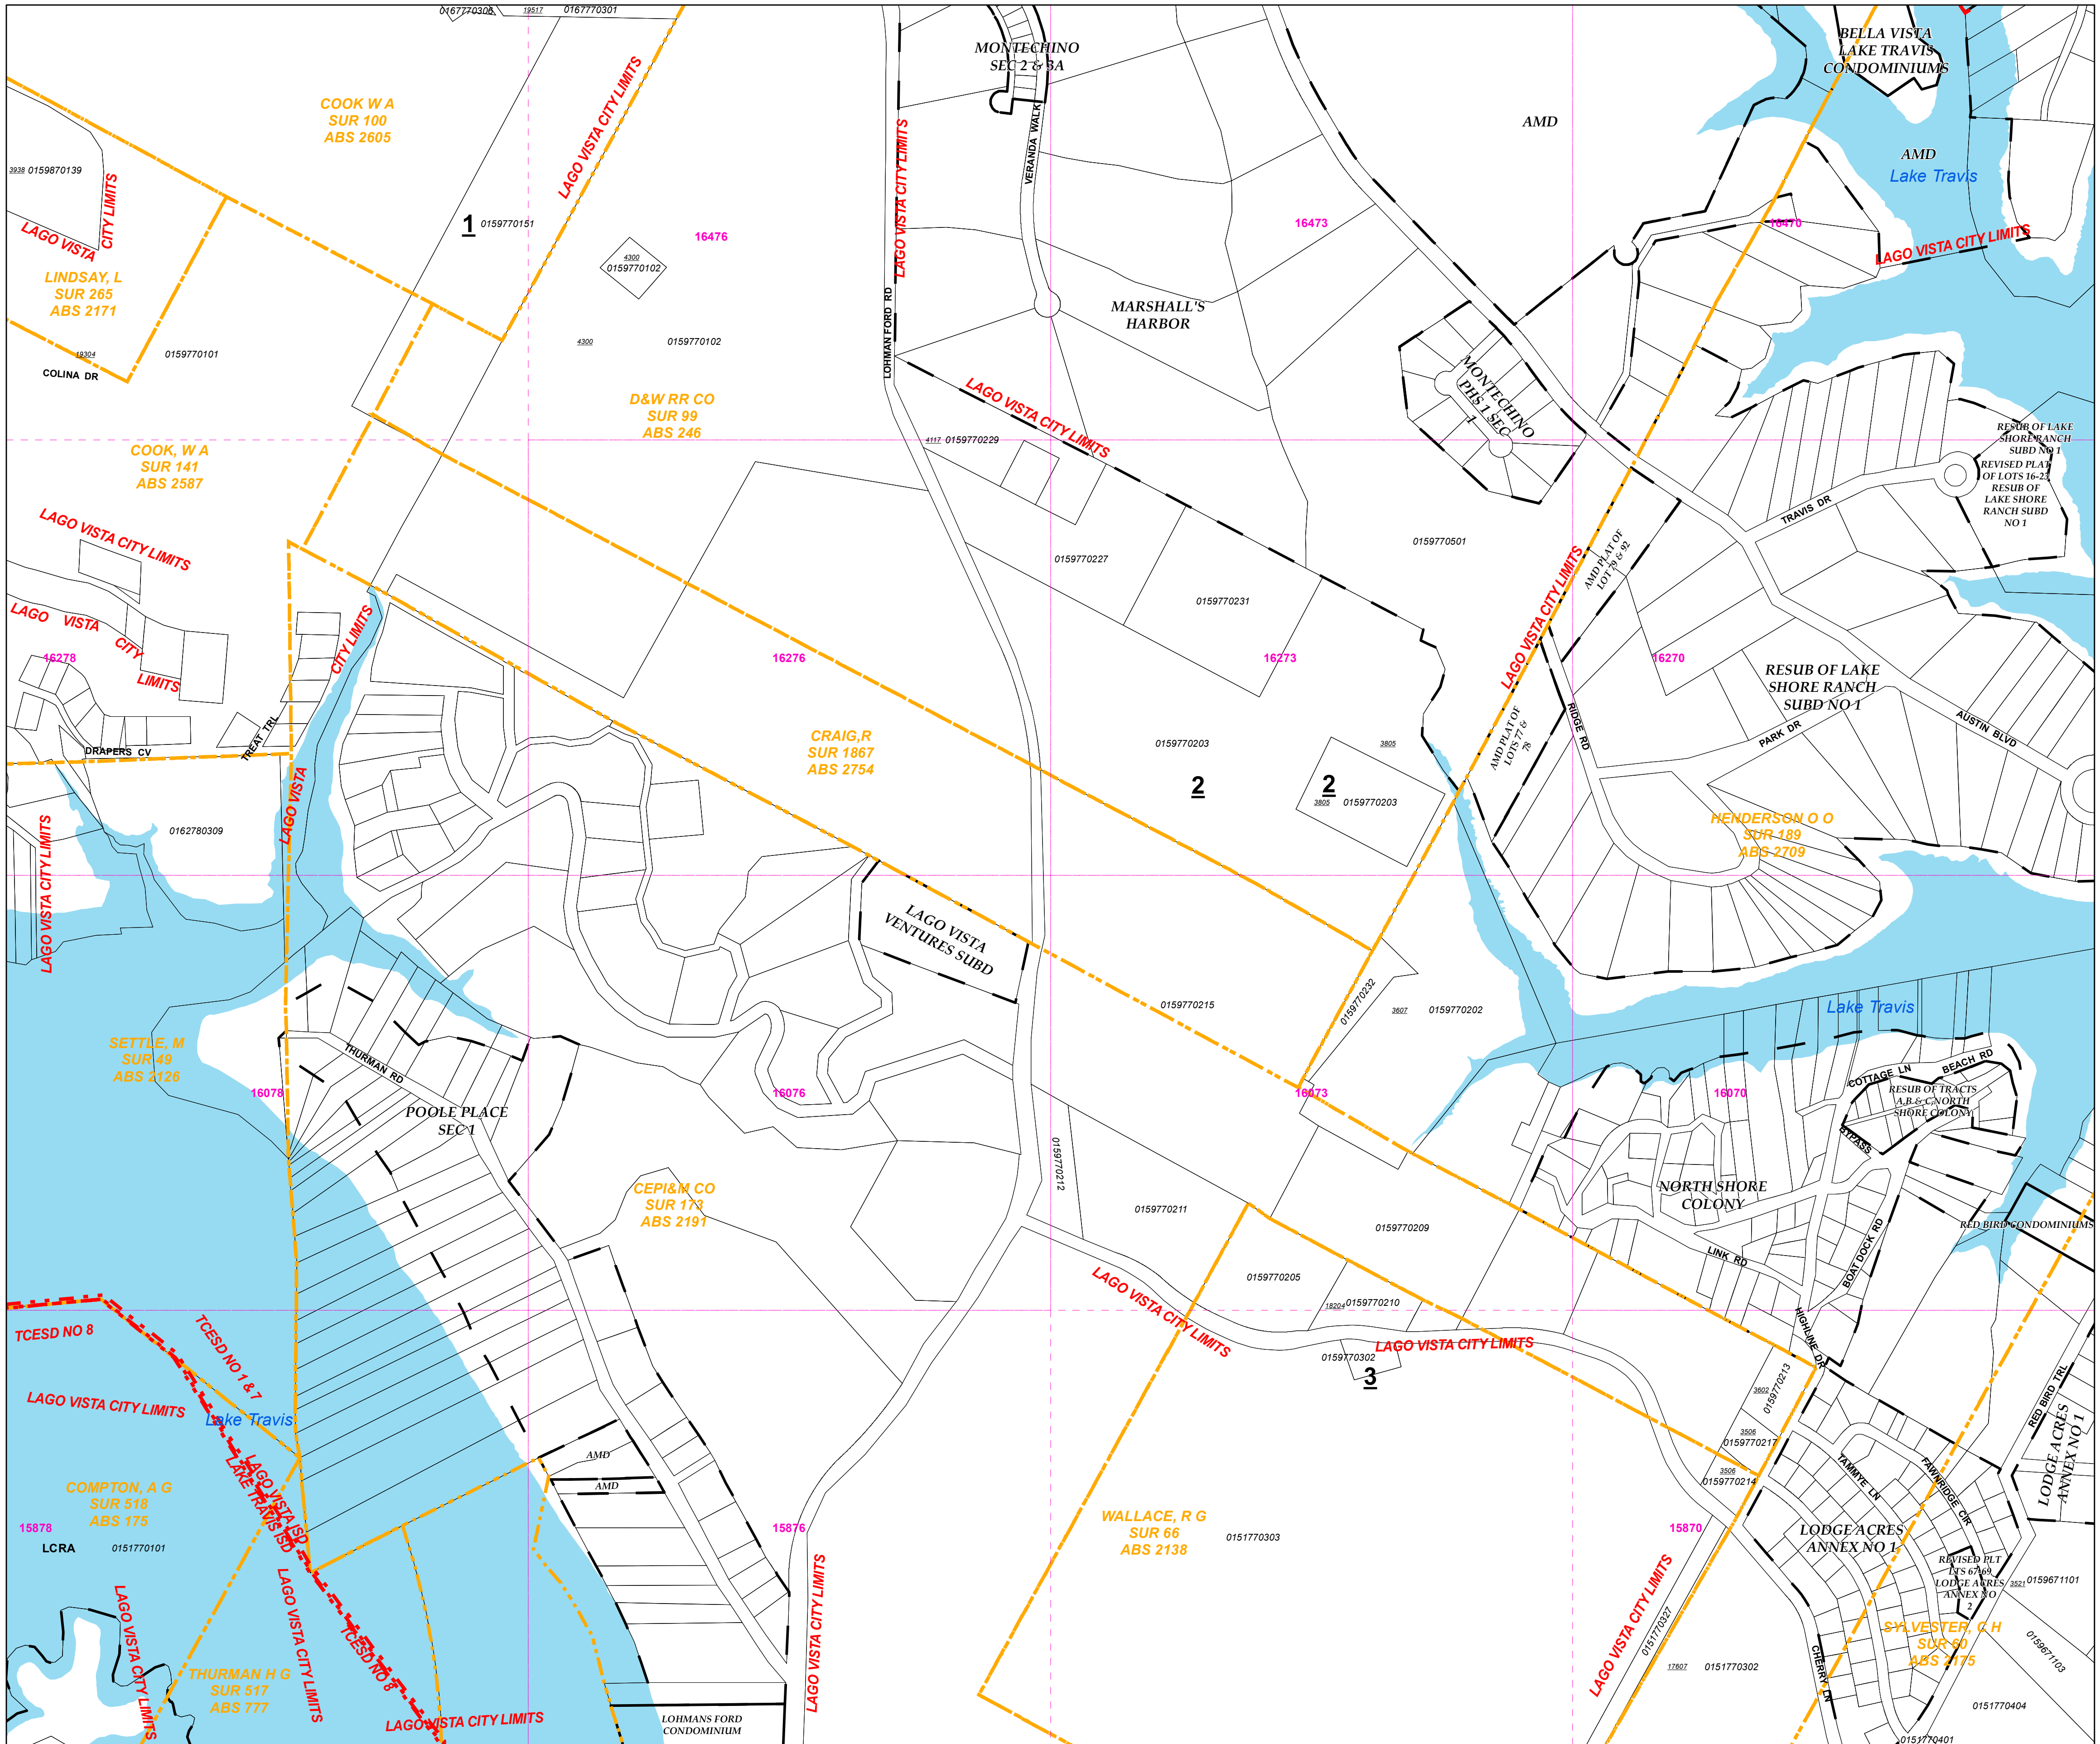 0167770306
19517
0167770301
MONTECHINO
SEC 2 & 3A
BELLA VISTA
LAKE TRAVIS
CONDOMINIUMS
COOK W A
SUR 100
ABS 2605
LAGO VISTA CITY LIMITS
LAGO VISTA CITY LIMITS
VERANDA WALK
AMD
AMD
Lake Travis
3938 0159870139
CITY LIMITS
LAGO VISTA
1 0159770151
16476
16473
16470
LAGO VISTA CITY LIMITS
4300
0159770102
LINDSAY, L
SUR 265
ABS 2171
MARSHALL'S
HARBOR
LOHMAN FORD RD
19304
0159770101
4300
0159770102
COLINA DR
LAGO VISTA CITY LIMITS
MONTECHINO
PHS 1 SEC
1
D&W RR CO
SUR 99
ABS 246
4117 0159770229
RESUB OF LAKE
SHORE RANCH
SUBD NO 1
REVISED PLAT
OF LOTS 16-23
RESUB OF
LAKE SHORE
RANCH SUBD
NO 1
COOK, W A
SUR 141
ABS 2587
TRAVIS DR
LAGO VISTA CITY LIMITS
0159770501
0159770227
AMD PLAT OF
LOT 79 & 92
0159770231
LAGO VISTA CITY LIMITS
LAGO VISTA CITY LIMITS
CITY LIMITS
16278
16276
16273
16270
RESUB OF LAKE
SHORE RANCH
SUBD NO 1
DRAPERS CV
TREAT TRL
CRAIG,R
SUR 1867
ABS 2754
0159770203
3805
AMD PLAT OF
LOTS 77 &
78
RIDGE RD
PARK DR
AUSTIN BLVD
2
2
3805 0159770203
LAGO VISTA
0162780309
HENDERSON O O
SUR 189
ABS 2709
LAGO VISTA CITY LIMITS
LAGO VISTA
VENTURES SUBD
0159770215
0159770232
3607
0159770202
Lake Travis
SETTLE, M
SUR 49
ABS 2126
THURMAN RD
COTTAGE LN
BEACH RD
16078
16076
16073
16070
RESUB OF TRACTS
A,B & C,NORTH
SHORE COLONY
POOLE PLACE
SEC 1
BYPASS
0159770212
CEPI&M CO
SUR 173
ABS 2191
NORTH SHORE
COLONY
0159770211
0159770209
RED BIRD CONDOMINIUMS
LINK RD
BOAT DOCK RD
0159770205
18204 0159770210
LAGO VISTA CITY LIMITS
LAGO VISTA CITY LIMITS
HIGHLINE DR
TCESD NO 8
TCESD NO 1 & 7
0159770302
3
3602
0159770213
RED BIRD TRL
LODGE ACRES
ANNEX NO 1
LAGO VISTA CITY LIMITS
Lake Travis
3506
0159770217
AMD
AMD
3506
0159770214
TAMMYE LN
FAWNRIDGE CIR
LAGO VISTA ISD
LAKE TRAVIS ISD
COMPTON, A G
SUR 518
ABS 175
15878
15876
15870
WALLACE, R G
SUR 66
ABS 2138
0151770303
LODGE ACRES
ANNEX NO 1
LCRA
0151770101
REVISED PLT
LTS 67-69
LODGE ACRES
ANNEX NO
2
3521 0159671101
LAGO VISTA CITY LIMITS
LAGO VISTA CITY LIMITS
LAGO VISTA CITY LIMITS
LAGO VISTA CITY LIMITS
0151770327
SYLVESTER, C H
SUR 60
ABS 2175
0159671103
THURMAN H G
SUR 517
ABS 777
TCESD NO 8
17607
0151770302
CHERRY LN
0151770404
LAGO VISTA CITY LIMITS
LOHMANS FORD
CONDOMINIUM
0151770401